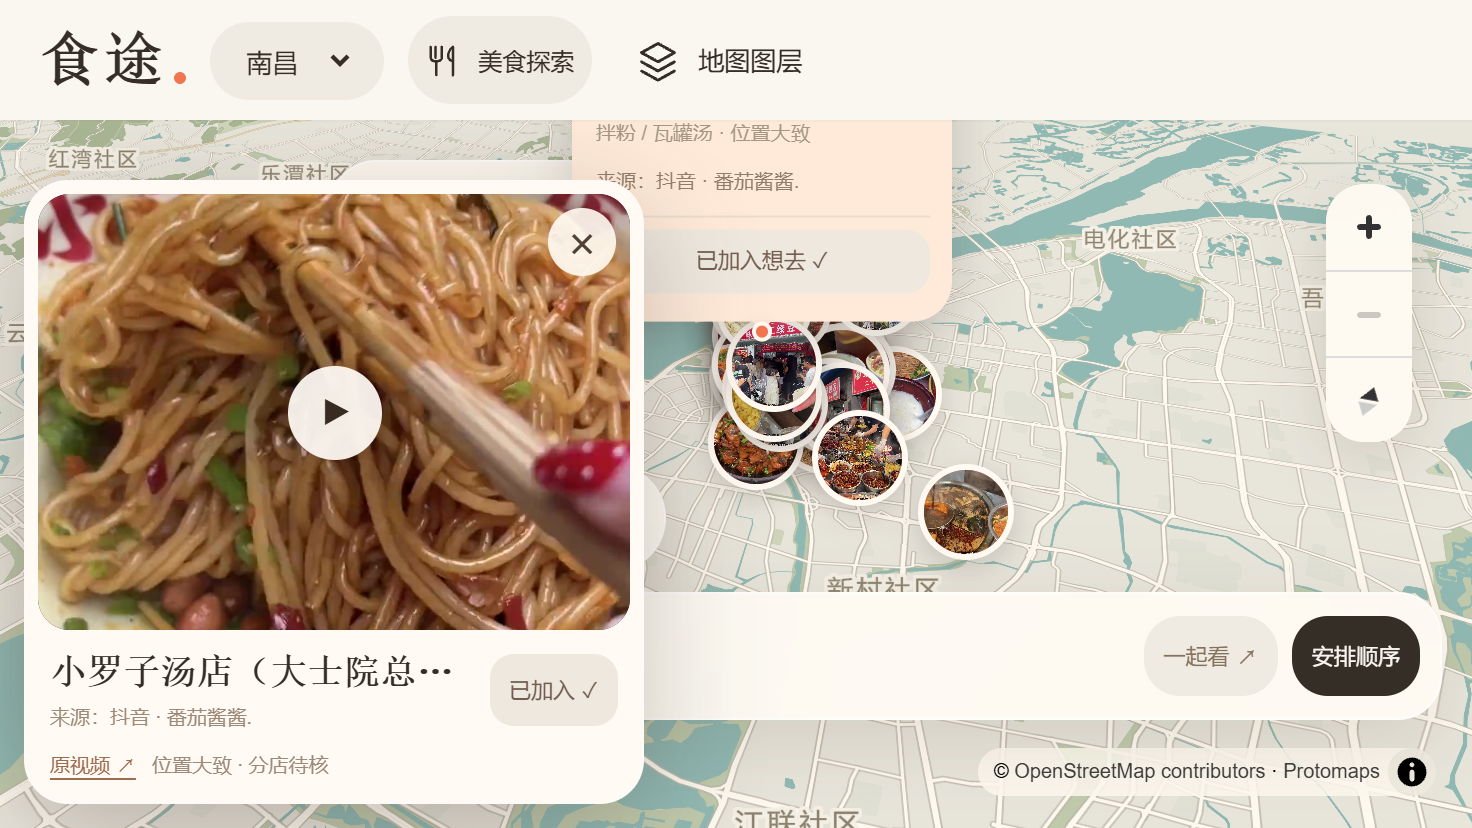 食途.
南昌
美食探索
地图图层
红湾社区
乐潭社区
拌粉 / 瓦罐汤 · 位置大致
来源：抖音 · 番茄酱酱.
已加入想去 ✓
电化社区
吾
云
新村社区
小罗子汤店（大士院总…
已加入 ✓
来源：抖音 · 番茄酱酱.
原视频 ↗ 位置大致 · 分店待核
一起看 ↗
安排顺序
© OpenStreetMap contributors · Protomaps
江联社区